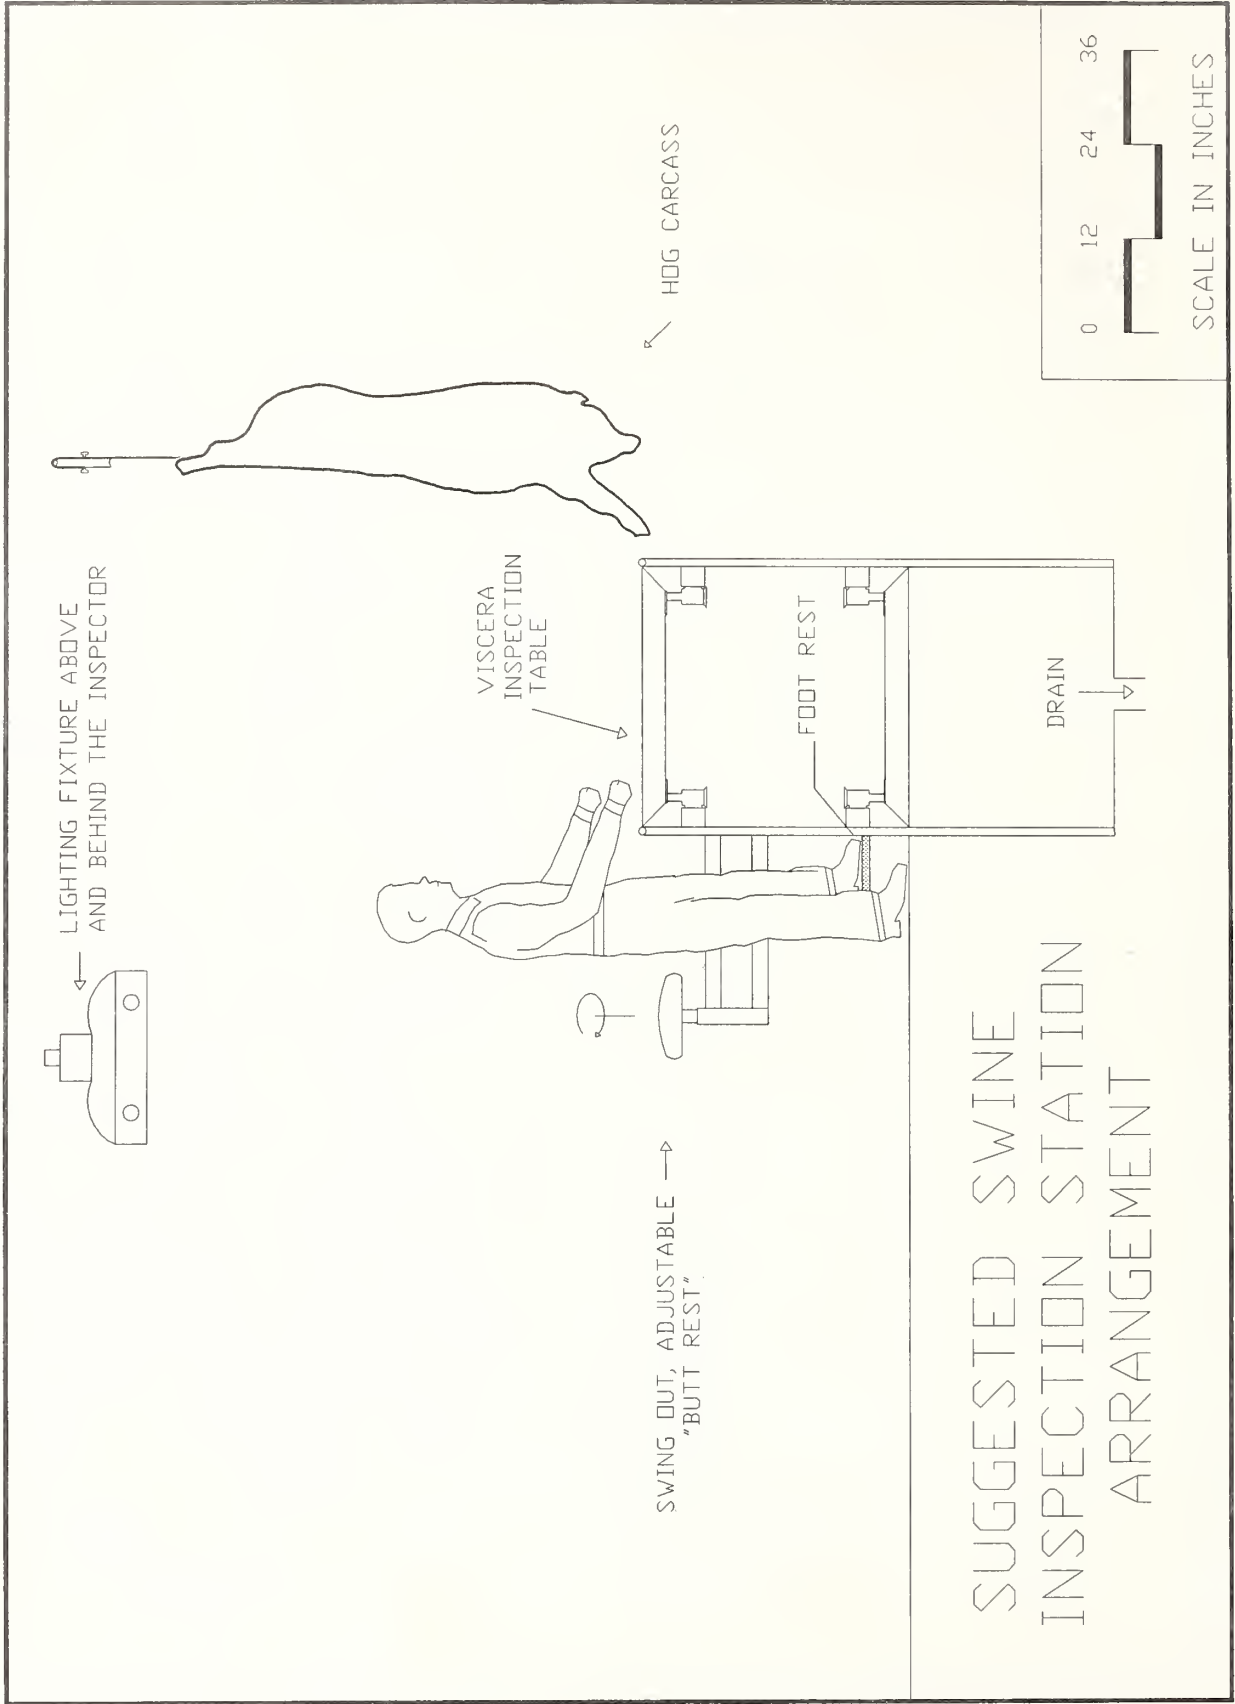 LIGHTING FIXTURE ABOVE
AND BEHIND THE INSPECTOR
VISCERA
INSPECTION
TABLE
HOG CARCASS
SWING OUT, ADJUSTABLE
"BUTT REST"
FOOT REST
DRAIN
SUGGESTED SWINE
INSPECTION STATION
ARRANGEMENT
0 12 24 36
SCALE IN INCHES